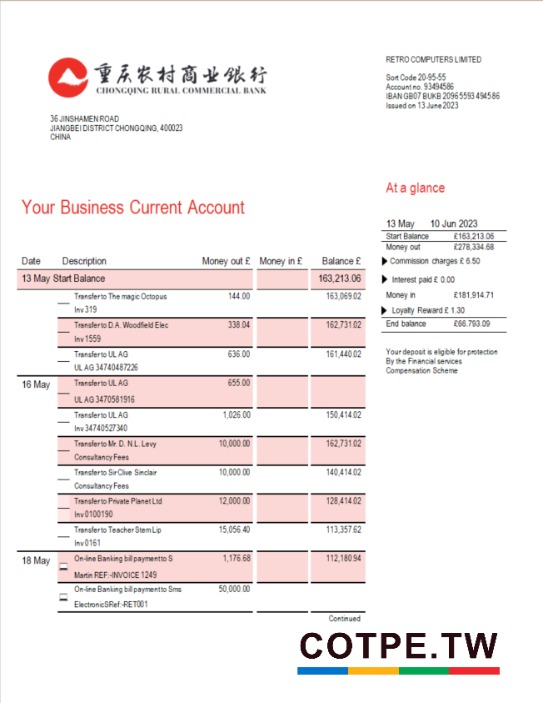 重庆农村商业银行
CHONGQING RURAL COMMERCIAL BANK
36 JINSHAMEN ROAD
JIANGBEI DISTRICT CHONGQING, 400023
CHINA
RETRO COMPUTERS LIMITED
Sort Code 20-95-55
Account no. 93494586
IBAN GB07 BUKB 2096 5593 4945 86
Issued on 13 June 2023
At a glance
13 May 10 Jun 2023
Start Balance £163,213.06
Money out £278,334.68
Commission charges £ 6.50
Interest paid £ 0.00
Money in £181,914.71
Loyalty Reward £ 1.30
End balance £66.793.09
Your deposit is eligible for protection
By the Financial services
Compensation Scheme
Your Business Current Account
Date Description Money out £ Money in £ Balance £
13 May Start Balance 163,213.06
Transfer to The magic Octopus 144.00 163,069.02
Inv 319
Transfer to D.A. Woodfield Elec 338.04 162,731.02
Inv 1559
Transfer to UL AG 636.00 161,440.02
UL AG 34740487226
16 May Transfer to UL AG 655.00
UL AG 3470581916
Transfer to UL AG 1,026.00 150,414.02
Inv 34740527340
Transfer to Mr. D. N.L. Levy 10,000.00 162,731.02
Consultancy Fees
Transfer to Sir Clive Sinclair 10,000.00 140,414.02
Consultancy Fees
Transfer to Private Planet Ltd 12,000.00 128,414.02
Inv 0100190
Transfer to Teacher Stem Lip 15,056.40 113,357.62
Inv 0161
18 May On-line Banking bill payment to S 1,176.68 112,180.94
Martin REF:-INVOICE 1249
On-line Banking bill payment to Sms 50,000.00
ElectronicSRef:-RET001
Continued
COTPE.TW